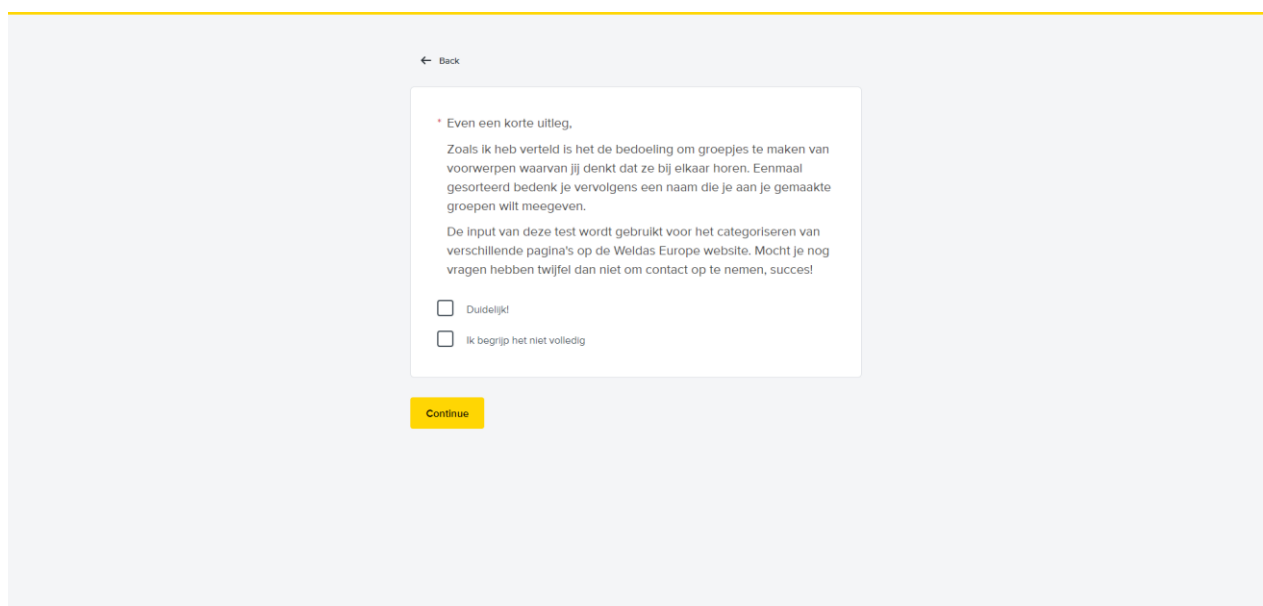 ← Back
* Even een korte uitleg,
Zoals ik heb verteld is het de bedoeling om groepjes te maken van
voorwerpen waarvan jij denkt dat ze bij elkaar horen. Eenmaal
gesorteerd bedenk je vervolgens een naam die je aan je gemaakte
groepen wilt meegeven.
De input van deze test wordt gebruikt voor het categoriseren van
verschillende pagina's op de Weldas Europe website. Mocht je nog
vragen hebben twijfel dan niet om contact op te nemen, succes!
Duidelijk!
Ik begrijp het niet volledig
Continue